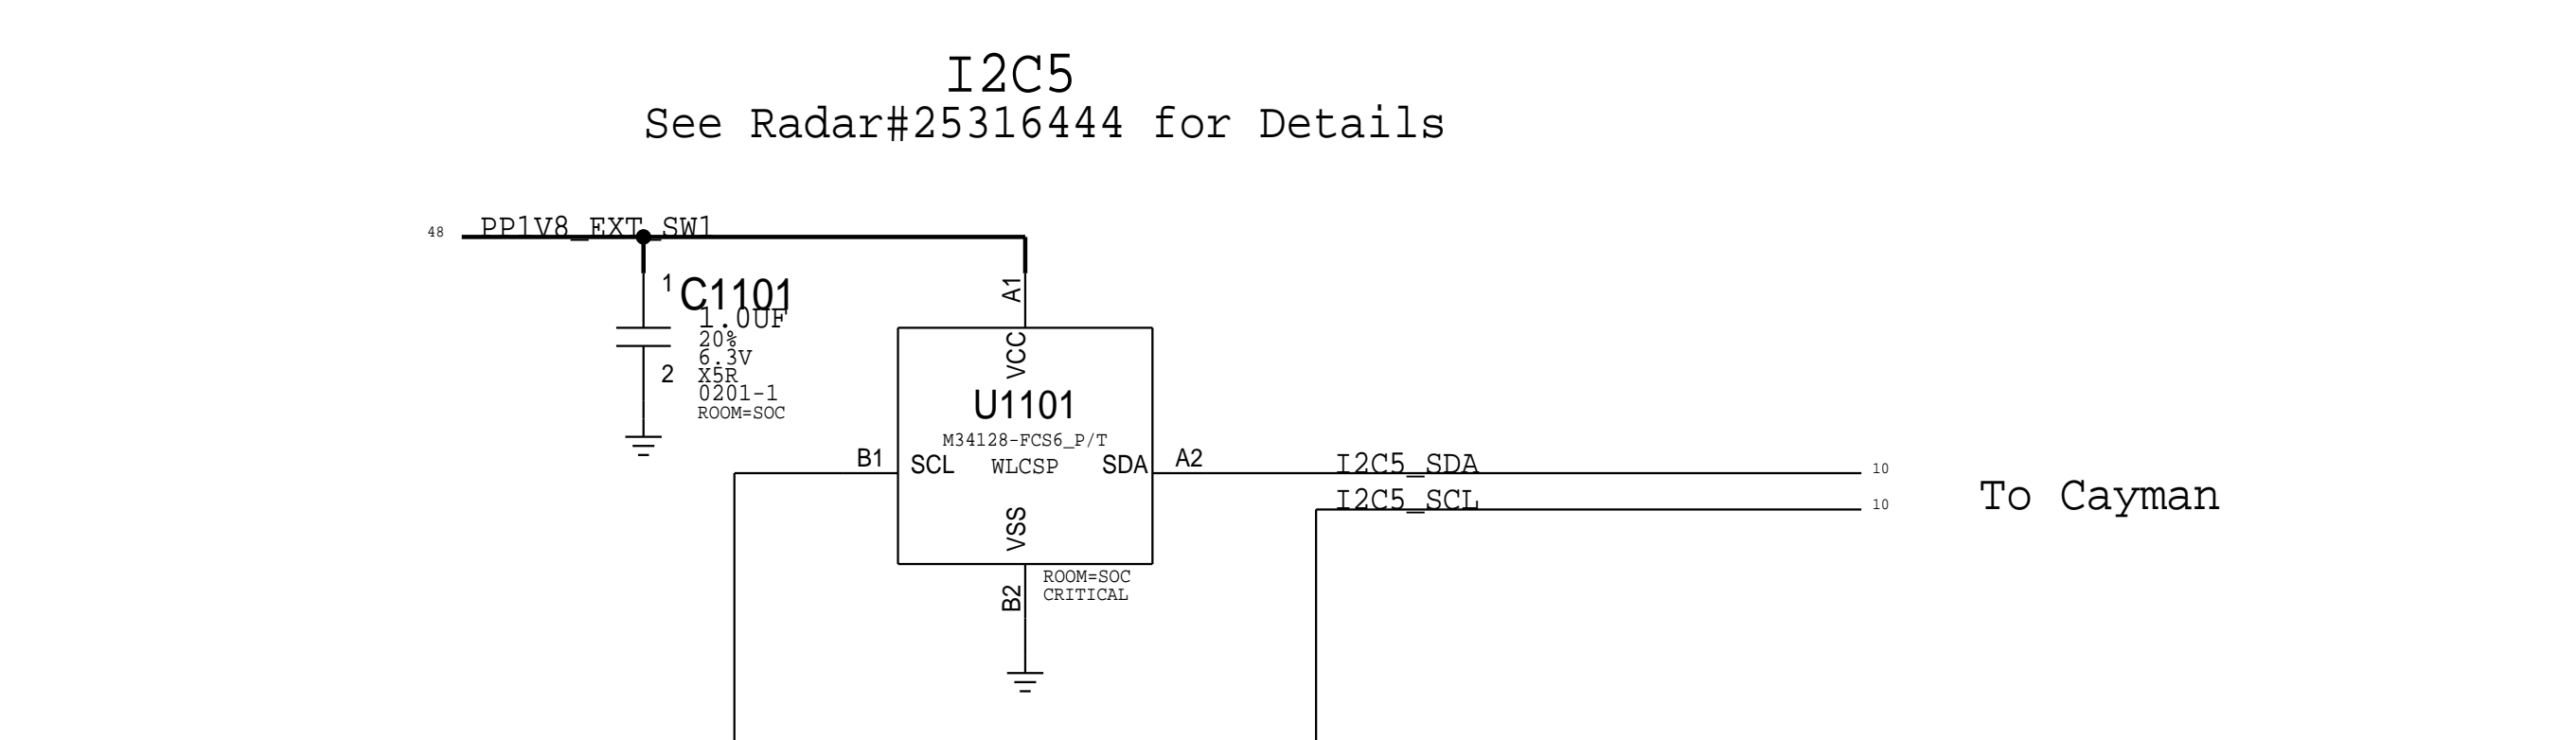 I2C5
See Radar#25316444 for Details
48 PP1V8_EXT_SW1
1
C1101
1.0UF
20%
6.3V
2
X5R
0201-1
ROOM=SOC
A1
VCC
U1101
M34128-FCS6_P/T
B1 SCL WLCSP SDA A2 I2C5_SDA 10
I2C5_SCL 10
To Cayman
VSS
ROOM=SOC
CRITICAL
B2